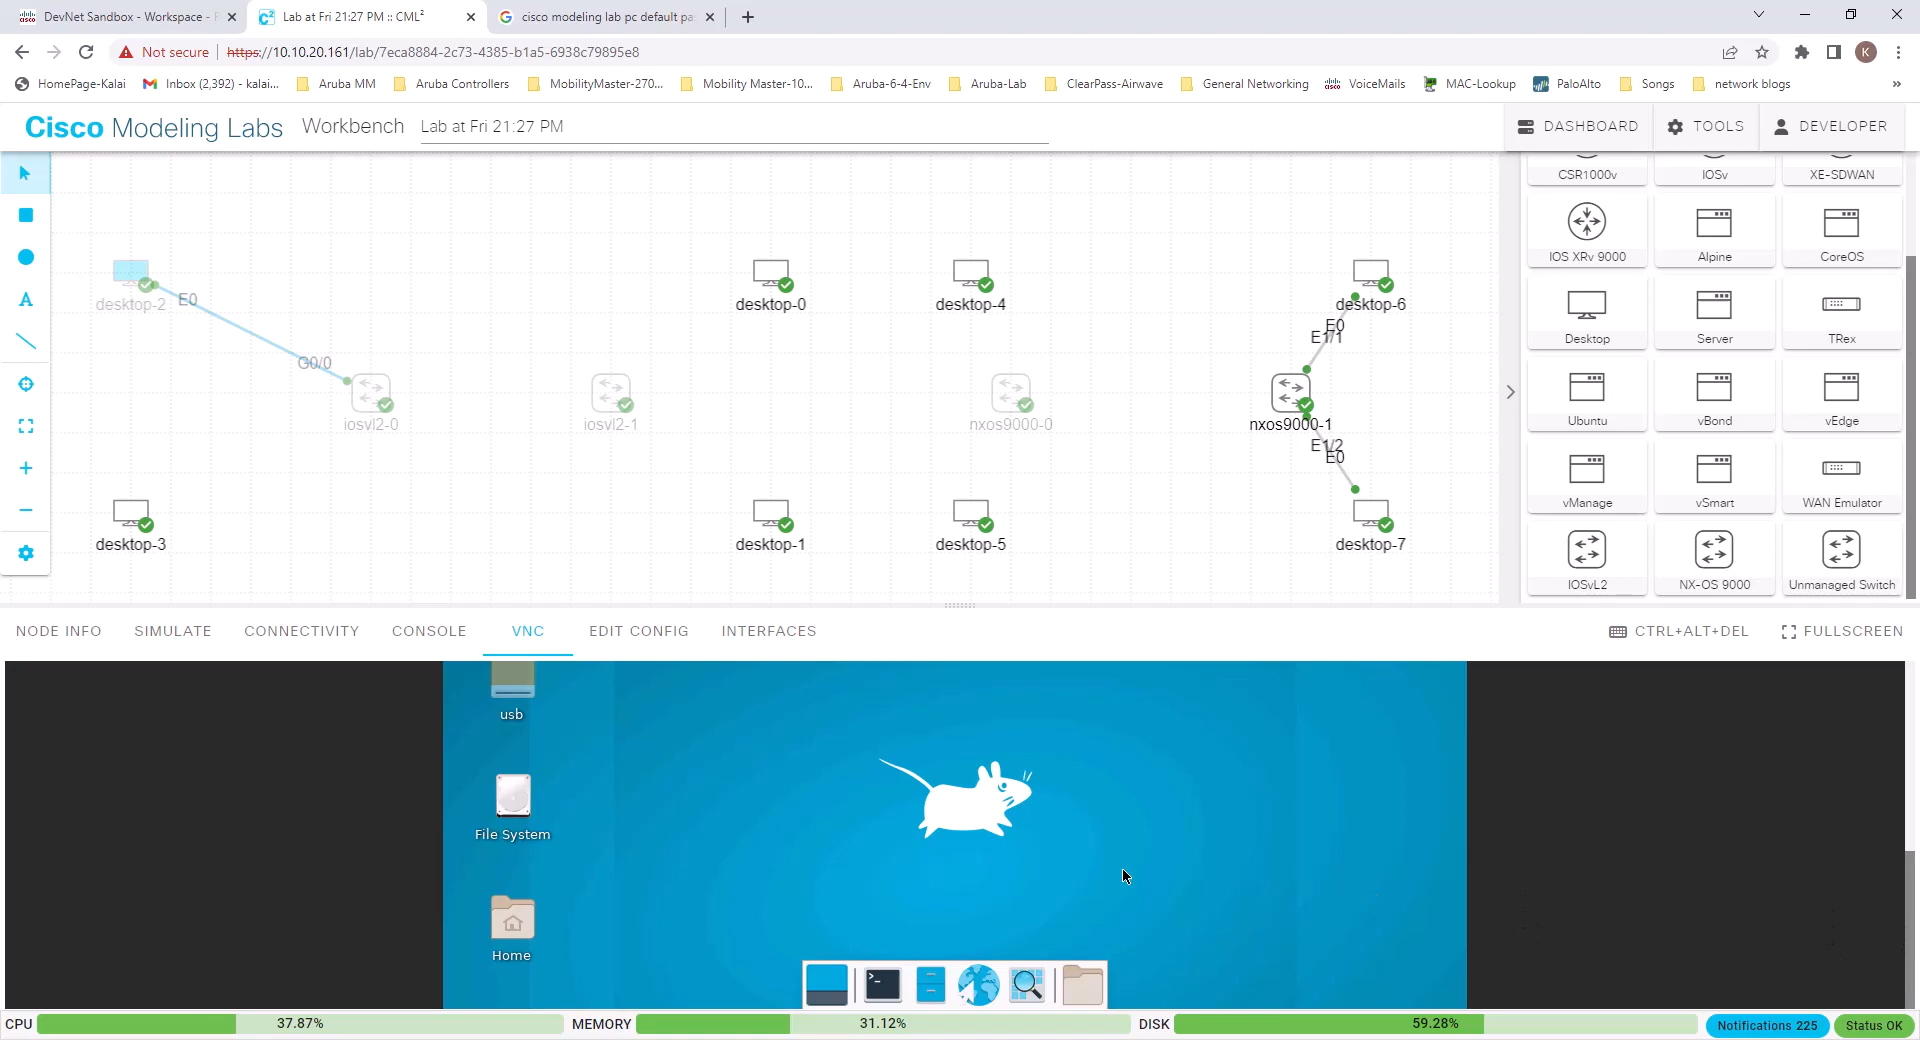 DevNet Sandbox - Workspace - 
Lab at Fri 21:27 PM :: CML²
cisco modeling lab pc default pa
Not secure
https://10.10.20.161/lab/7eca8884-2c73-4385-b1a5-6938c79895e8
K
HomePage-Kalai
Inbox (2,392) - kalai...
Aruba MM
Aruba Controllers
MobilityMaster-270...
Mobility Master-10...
Aruba-6-4-Env
Aruba-Lab
ClearPass-Airwave
General Networking
VoiceMails
MAC-Lookup
PaloAlto
Songs
network blogs
»
Cisco Modeling Labs
Workbench
Lab at Fri 21:27 PM
DASHBOARD
TOOLS
DEVELOPER
CSR1000v
IOSv
XE-SDWAN
IOS XRv 9000
Alpine
CoreOS
Desktop
Server
TRex
Ubuntu
vBond
vEdge
vManage
vSmart
WAN Emulator
IOSvL2
NX-OS 9000
Unmanaged Switch
desktop-2
E0
G0/0
desktop-0
desktop-4
desktop-6
E0
E1/1
iosvl2-0
iosvl2-1
nxos9000-0
nxos9000-1
E1/2
E0
desktop-3
desktop-1
desktop-5
desktop-7
A
NODE INFO
SIMULATE
CONNECTIVITY
CONSOLE
VNC
EDIT CONFIG
INTERFACES
CTRL+ALT+DEL
FULLSCREEN
usb
File System
Home
CPU
37.87%
MEMORY
31.12%
DISK
59.28%
Notifications 225
Status OK